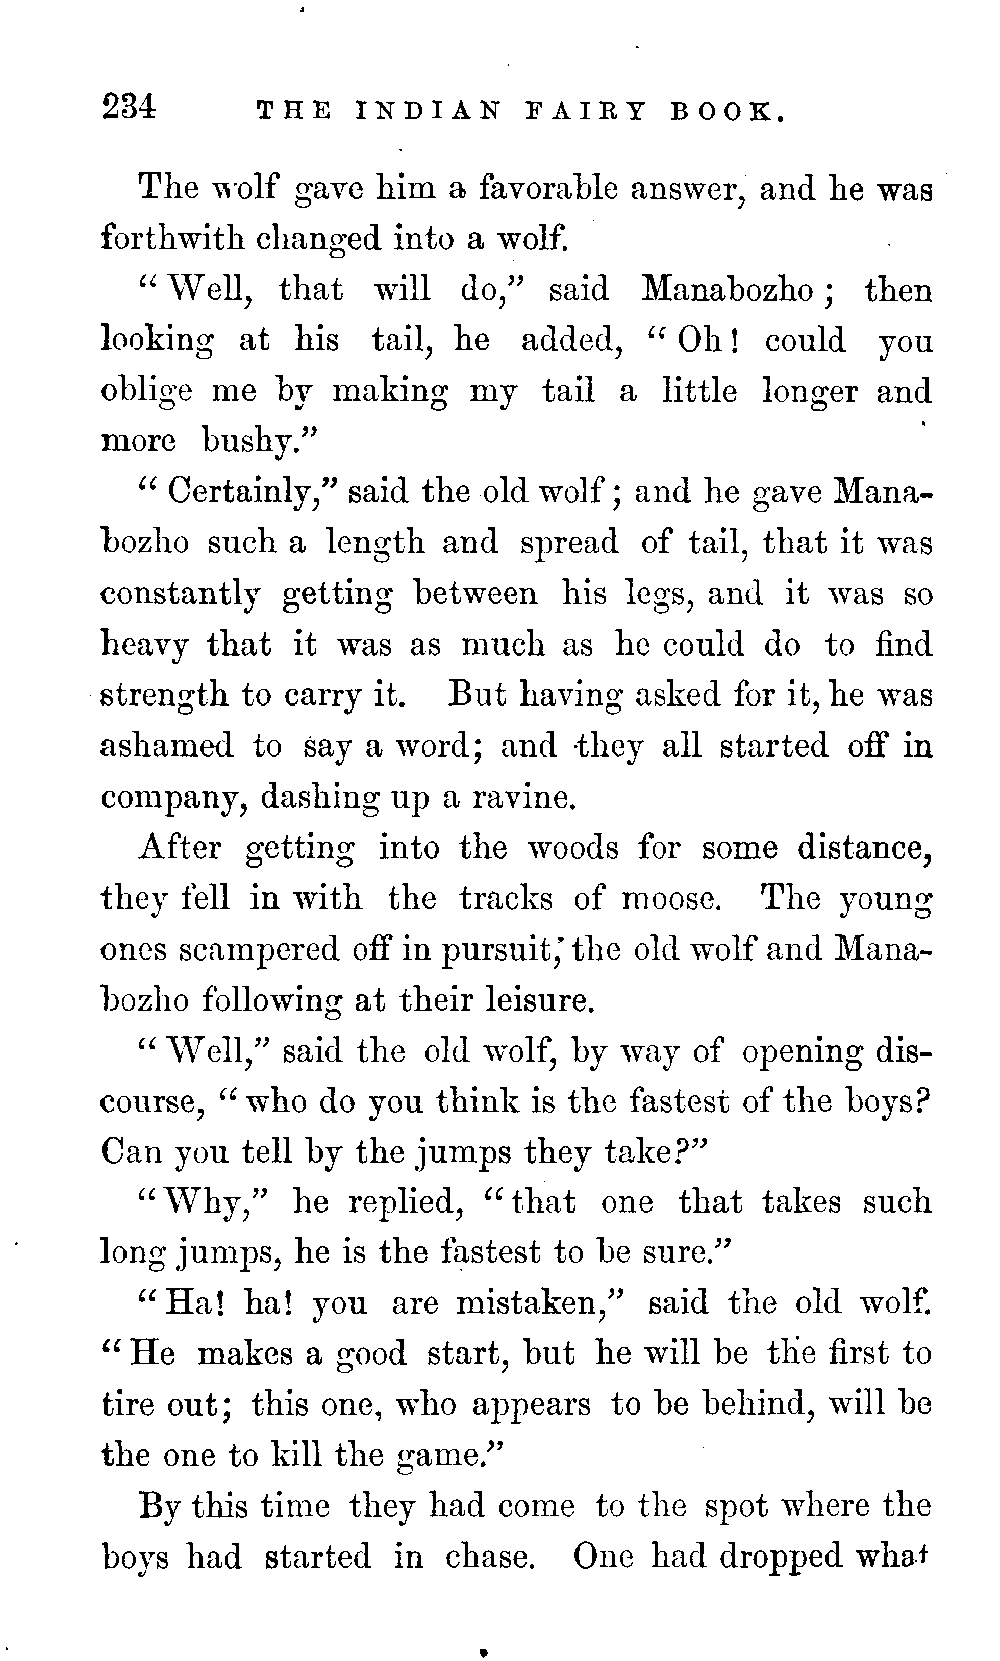 234 THE INDIAN FAIRY BOOK.
The wolf gave him a favorable answer, and he was
forthwith changed into a wolf.
“Well, that will do,” said Manabozho; then
looking at his tail, he added, “Oh! could you
oblige me by making my tail a little longer and
more bushy.”
“Certainly,” said the old wolf; and he gave Mana-
bozho such a length and spread of tail, that it was
constantly getting between his legs, and it was so
heavy that it was as much as he could do to find
strength to carry it. But having asked for it, he was
ashamed to say a word; and they all started off in
company, dashing up a ravine.
After getting into the woods for some distance,
they fell in with the tracks of moose. The young
ones scampered off in pursuit; the old wolf and Mana-
bozho following at their leisure.
“Well,” said the old wolf, by way of opening dis-
course, “who do you think is the fastest of the boys?
Can you tell by the jumps they take?”
“Why,” he replied, “that one that takes such
long jumps, he is the fastest to be sure.”
“Ha! ha! you are mistaken,” said the old wolf.
“He makes a good start, but he will be the first to
tire out; this one, who appears to be behind, will be
the one to kill the game.”
By this time they had come to the spot where the
boys had started in chase. One had dropped what